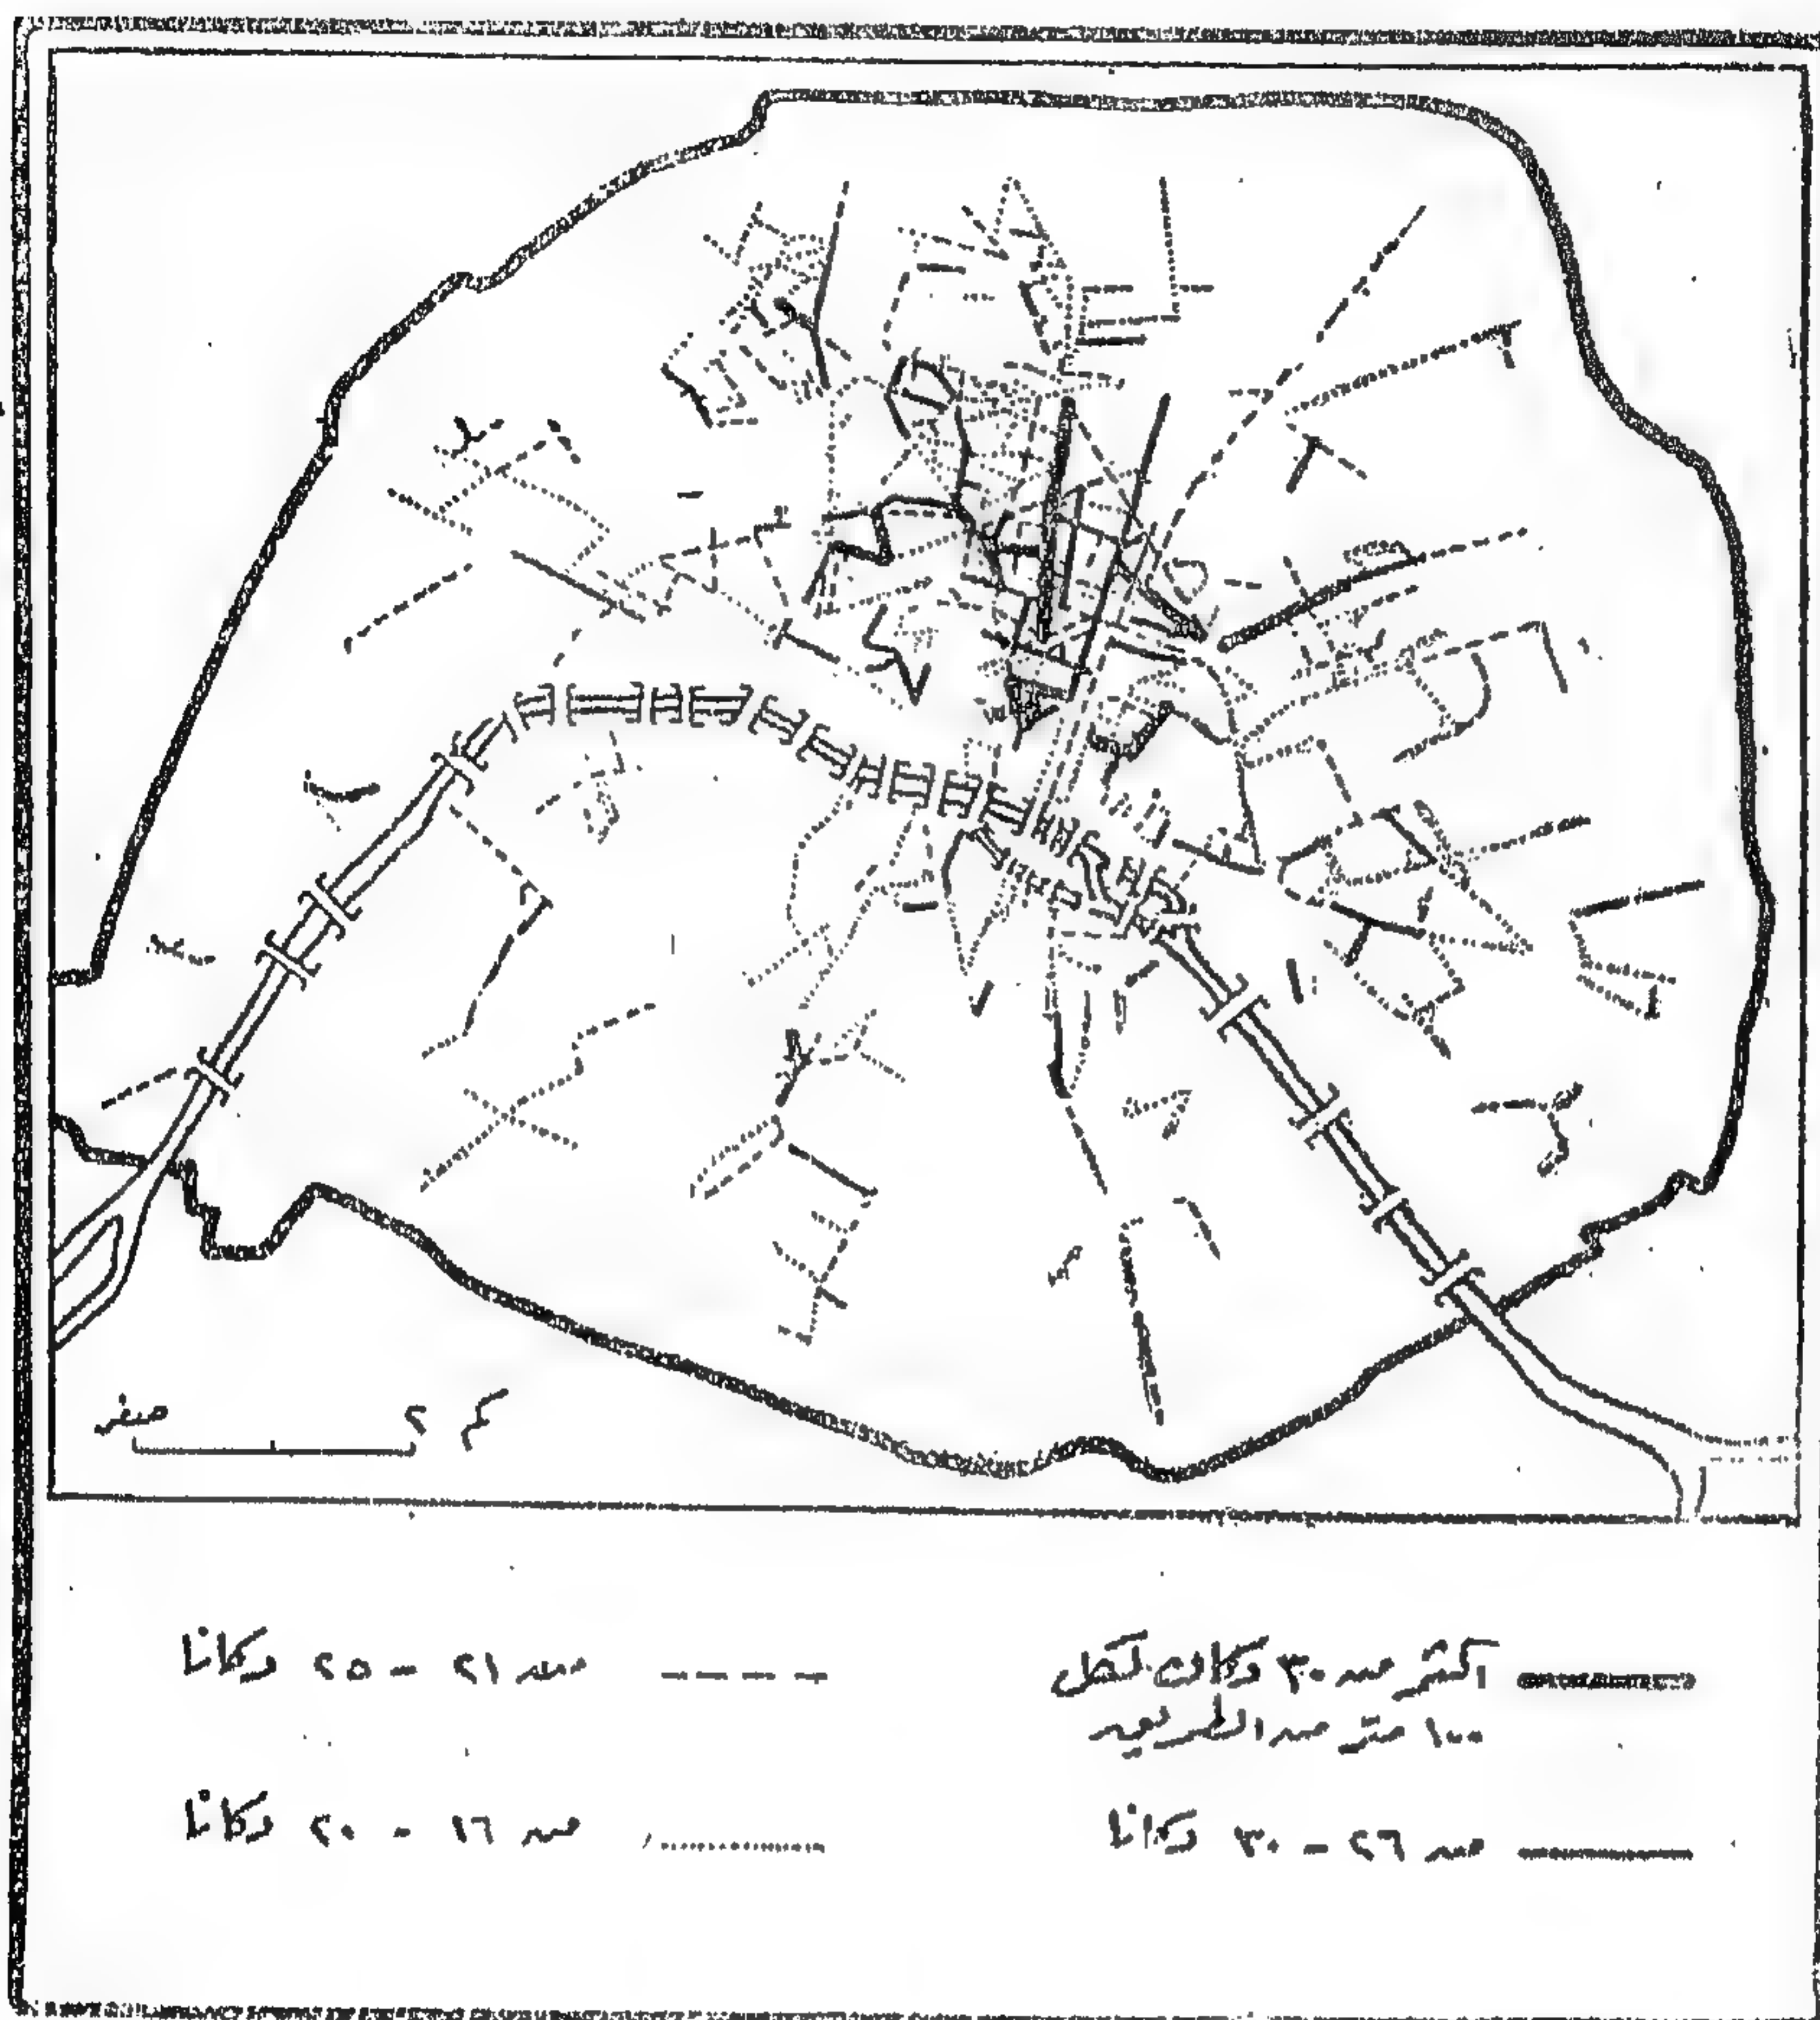 صفر ٢ كم
أكثر من ٣٠ دكان لكل
١٠٠ متر من الطريق
من ٢٦ - ٣٠ دكانا
من ٢١ - ٢٥ دكانا
من ١٦ - ٢٠ دكانا